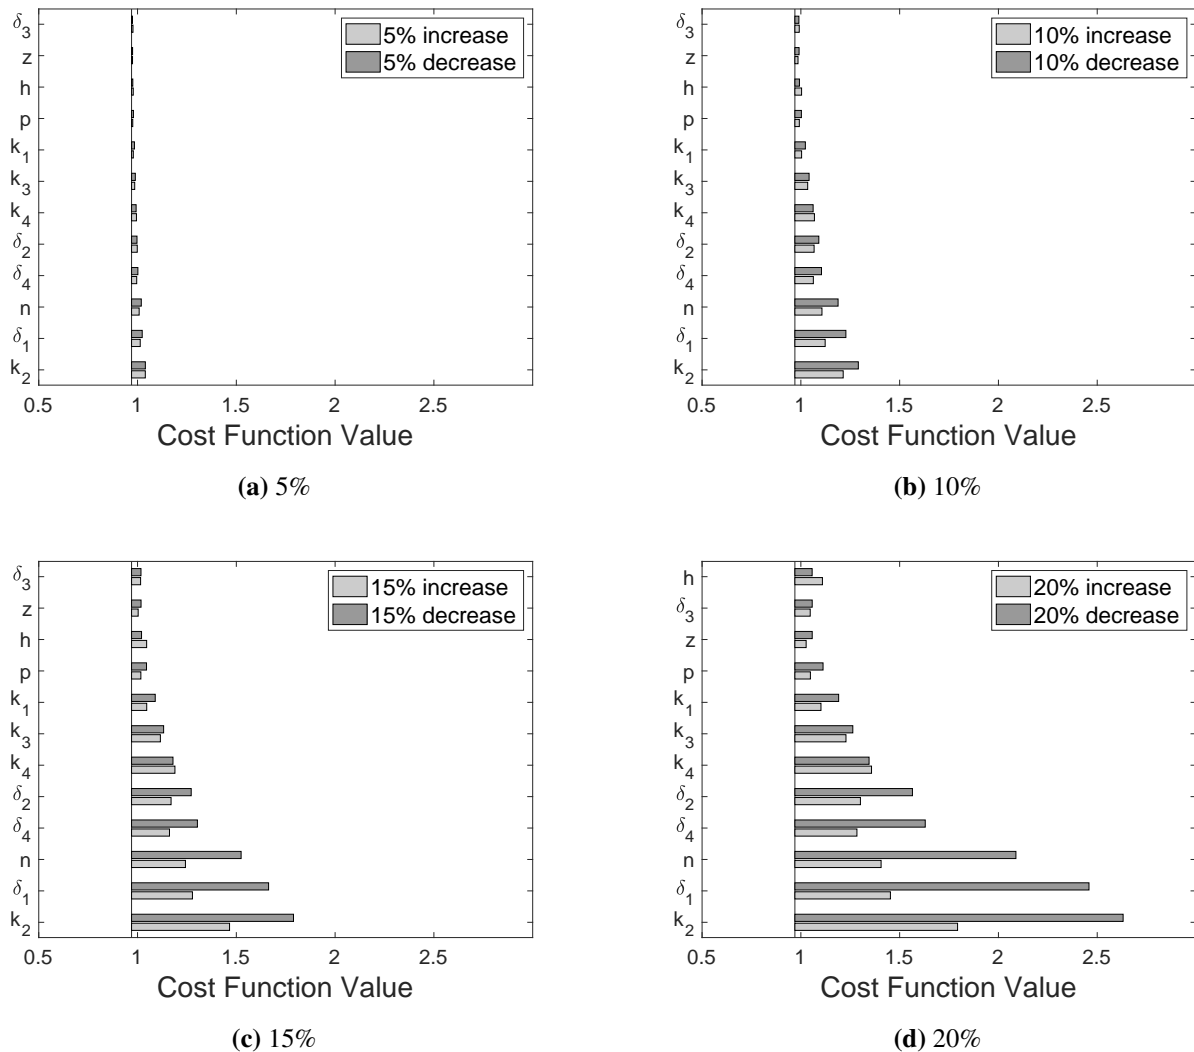 δ3
z
h
p
k1
k3
k4
δ2
δ4
n
δ1
k2
5% increase
5% decrease
0.5 1 1.5 2 2.5
Cost Function Value
(a) 5%
δ3
z
h
p
k1
k3
k4
δ2
δ4
n
δ1
k2
10% increase
10% decrease
0.5 1 1.5 2 2.5
Cost Function Value
(b) 10%
δ3
z
h
p
k1
k3
k4
δ2
δ4
n
δ1
k2
15% increase
15% decrease
0.5 1 1.5 2 2.5
Cost Function Value
(c) 15%
h
δ3
z
p
k1
k3
k4
δ2
δ4
n
δ1
k2
20% increase
20% decrease
0.5 1 1.5 2 2.5
Cost Function Value
(d) 20%